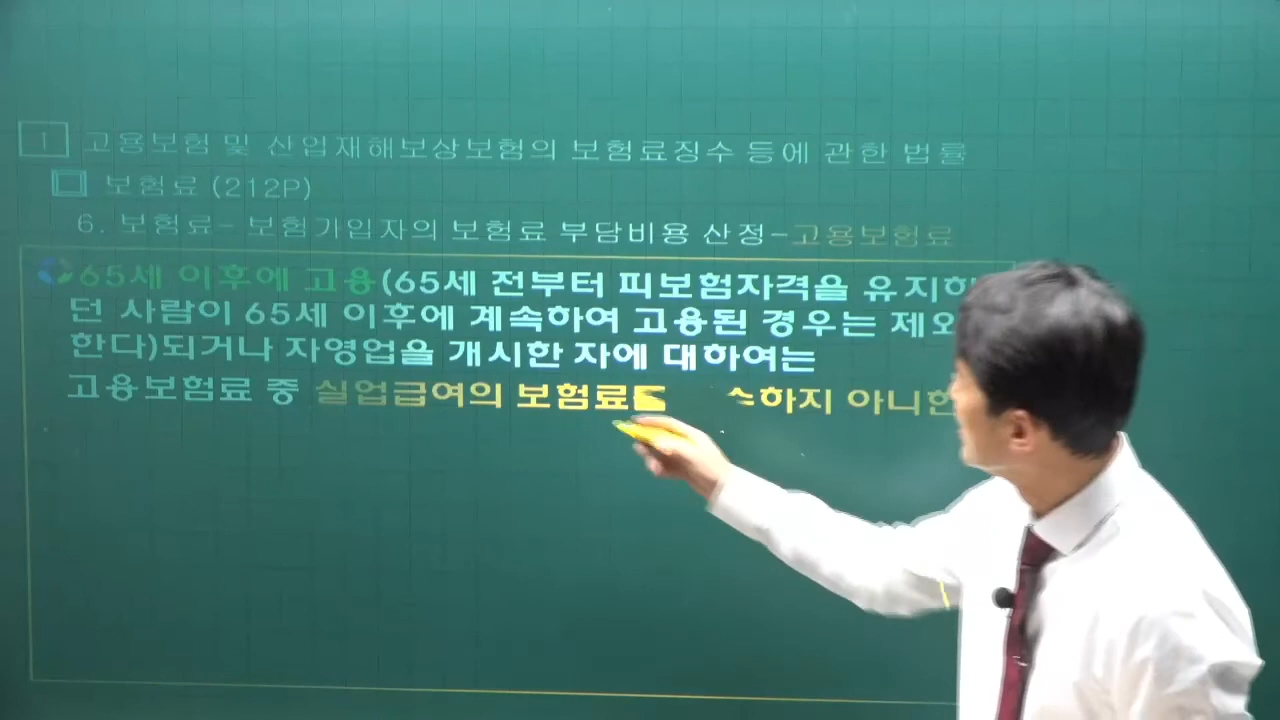 1 고용보험 및 산업재해보상보험의 보험료징수 등에 관한 법률
보험료 (212P)
6. 보험료- 보험가입자의 보험료 부담비용 산정-고용보험료
65세 이후에 고용(65세 전부터 피보험자격을 유지하
던 사람이 65세 이후에 계속하여 고용된 경우는 제외
한다)되거나 자영업을 개시한 자에 대하여는
고용보험료 중 실업급여의 보험료 하지 아니한